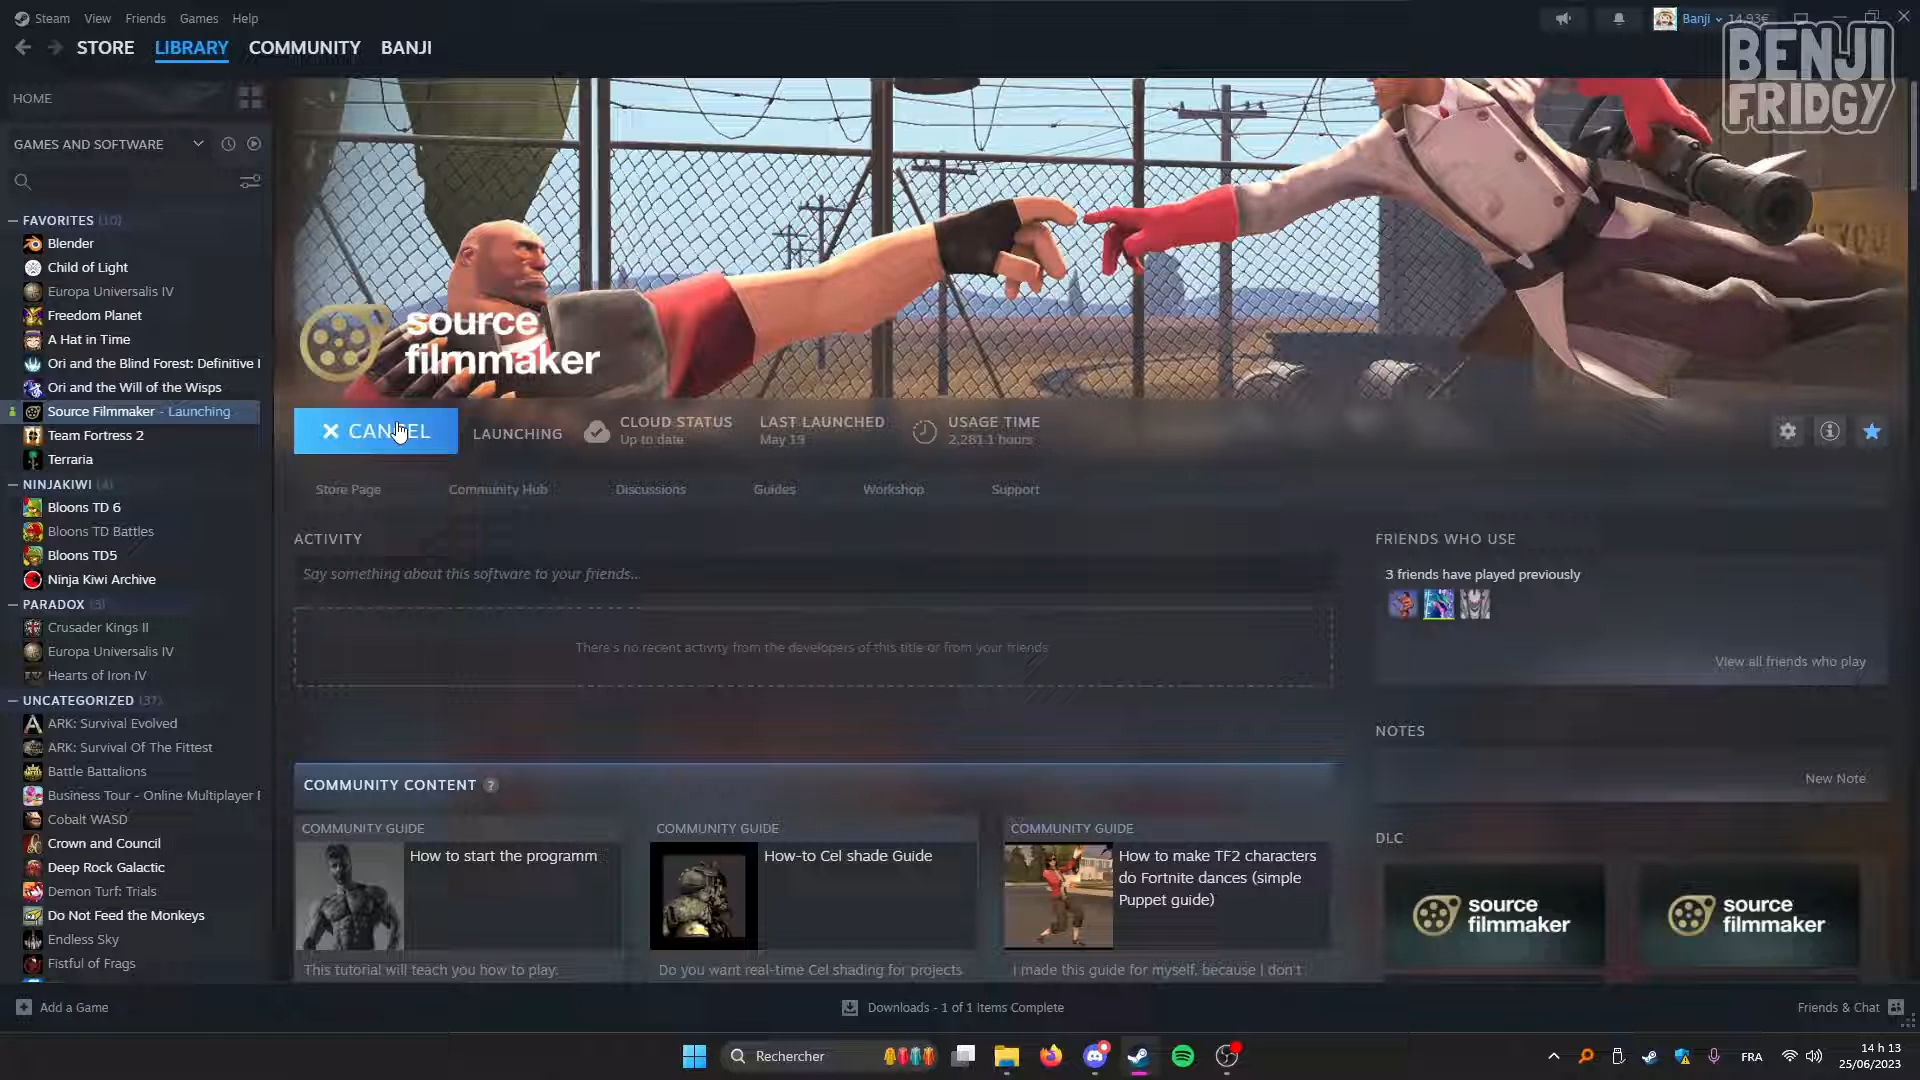 Steam View Friends Games Help
Banji 14,93€
BENJI
FRIDGY
STORE LIBRARY COMMUNITY BANJI
HOME
GAMES AND SOFTWARE
FAVORITES (10)
Blender
Child of Light
Europa Universalis IV
Freedom Planet
A Hat in Time
Ori and the Blind Forest: Definitive
Ori and the Will of the Wisps
Source Filmmaker - Launching
Team Fortress 2
Terraria
NINJAKIWI (4)
Bloons TD 6
Bloons TD Battles
Bloons TD5
Ninja Kiwi Archive
PARADOX (3)
Crusader Kings II
Europa Universalis IV
Hearts of Iron IV
UNCATEGORIZED (37)
ARK: Survival Evolved
ARK: Survival Of The Fittest
Battle Battalions
Business Tour - Online Multiplayer
Cobalt WASD
Crown and Council
Deep Rock Galactic
Demon Turf: Trials
Do Not Feed the Monkeys
Endless Sky
Fistful of Frags
source
filmmaker
CANCEL
LAUNCHING
CLOUD STATUS
Up to date
LAST LAUNCHED
May 19
USAGE TIME
2,261.1 hours
Store Page Community Hub Discussions Guides Workshop Support
ACTIVITY
Say something about this software to your friends...
There's no recent activity from the developers of this title or from your friends
COMMUNITY CONTENT ?
COMMUNITY GUIDE
How to start the programm
This tutorial will teach you how to play.
COMMUNITY GUIDE
How-to Cel shade Guide
Do you want real-time Cel shading for projects
COMMUNITY GUIDE
How to make TF2 characters
do Fortnite dances (simple
Puppet guide)
I made this guide for myself, because I don't
FRIENDS WHO USE
3 friends have played previously
View all friends who play
NOTES
New Note
DLC
source
filmmaker
source
filmmaker
Add a Game
Downloads - 1 of 1 Items Complete
Friends & Chat
Rechercher
FRA
14 h 13
25/06/2023